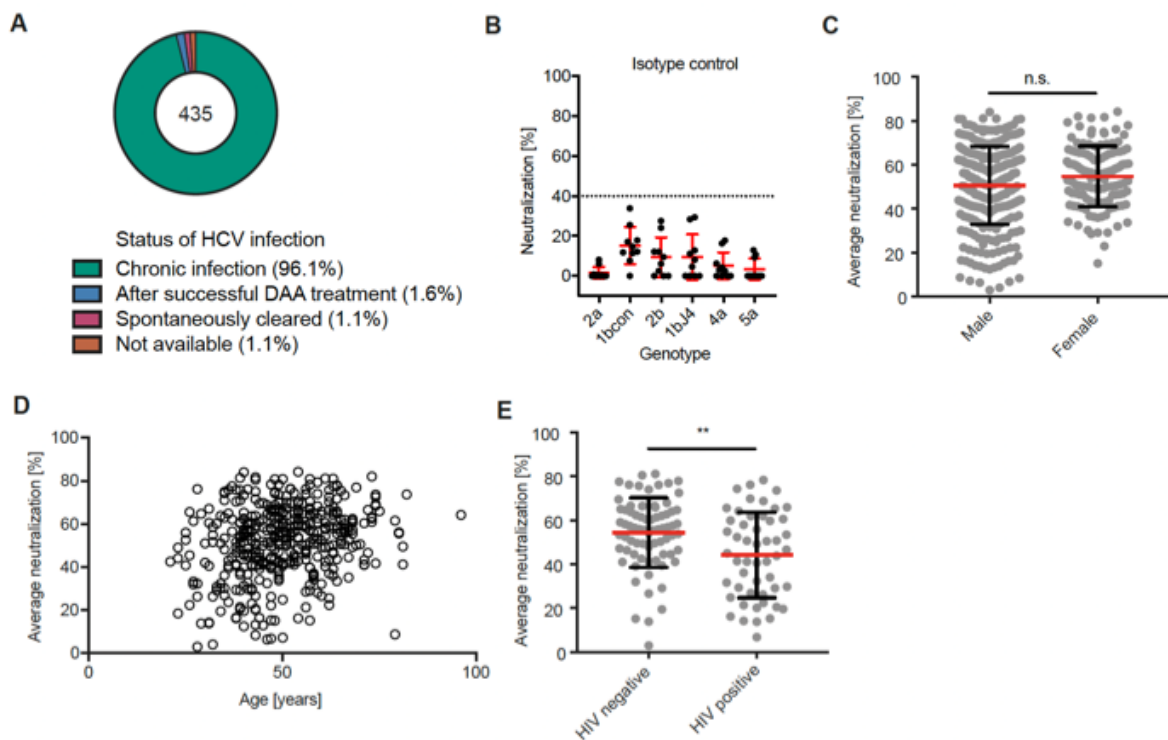 A
435
Status of HCV infection
Chronic infection (96.1%)
After successful DAA treatment (1.6%)
Spontaneously cleared (1.1%)
Not available (1.1%)
B
Isotype control
Neutralization [%]
100
80
60
40
20
0
2a
1bcon
2b
1bJ4
4a
5a
Genotype
C
n.s.
Average neutralization [%]
100
80
60
40
20
0
Male
Female
D
Average neutralization [%]
100
80
60
40
20
0
0
50
100
Age [years]
E
**
Average neutralization [%]
100
80
60
40
20
0
HIV negative
HIV positive